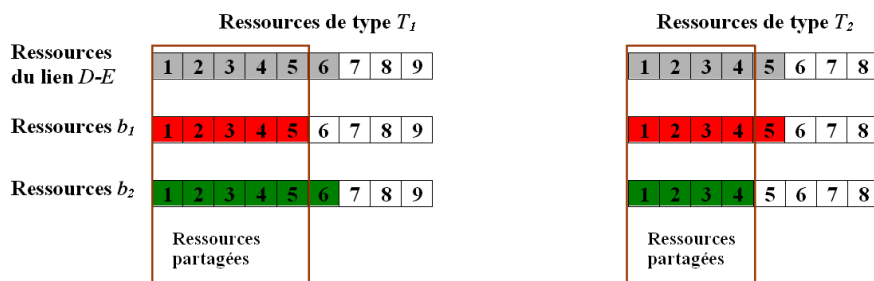 Ressources de type T1
Ressources de type T2
Ressources
du lien D-E
1 2 3 4 5 6 7 8 9
1 2 3 4 5 6 7 8
Ressources b1
1 2 3 4 5 6 7 8 9
1 2 3 4 5 6 7 8
Ressources b2
1 2 3 4 5 6 7 8 9
1 2 3 4 5 6 7 8
Ressources
partagées
Ressources
partagées